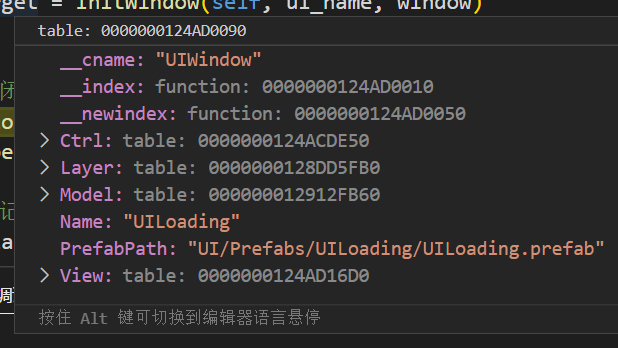 get = InitWindow(self, ui_name, window)
table: 0000000124AD0090
__cname: "UIWindow"
__index: function: 0000000124AD0010
__newindex: function: 0000000124AD0050
> Ctrl: table: 0000000124ACDE50
闭
> Layer: table: 0000000128DD5FB0
o
> Model: table: 000000012912FB60
pe
Name: "UILoading"
记
PrefabPath: "UI/Prefabs/UILoading/UILoading.prefab"
a
> View: table: 0000000124AD16D0
按住 Alt 键可切换到编辑器语言悬停